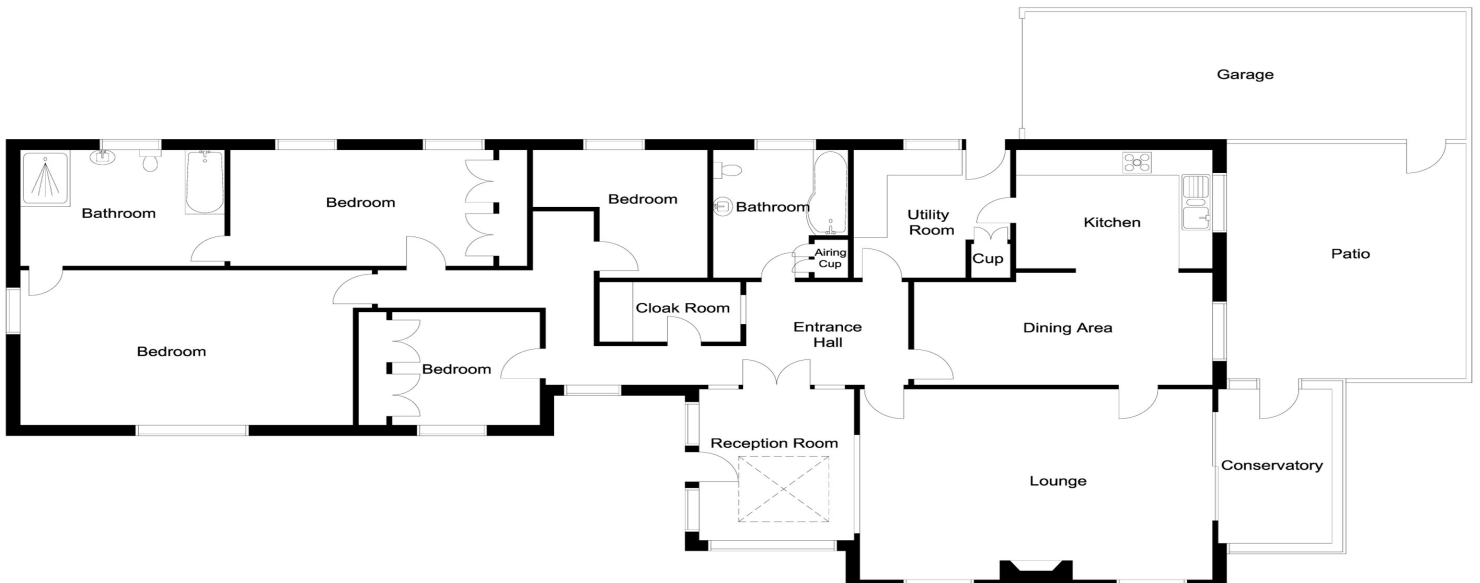 Garage
Bathroom
Bedroom
Bedroom
Bathroom
Utility
Room
Kitchen
Airing
Cup
Cup
Patio
Cloak Room
Entrance
Hall
Dining Area
Bedroom
Bedroom
Reception Room
Lounge
Conservatory